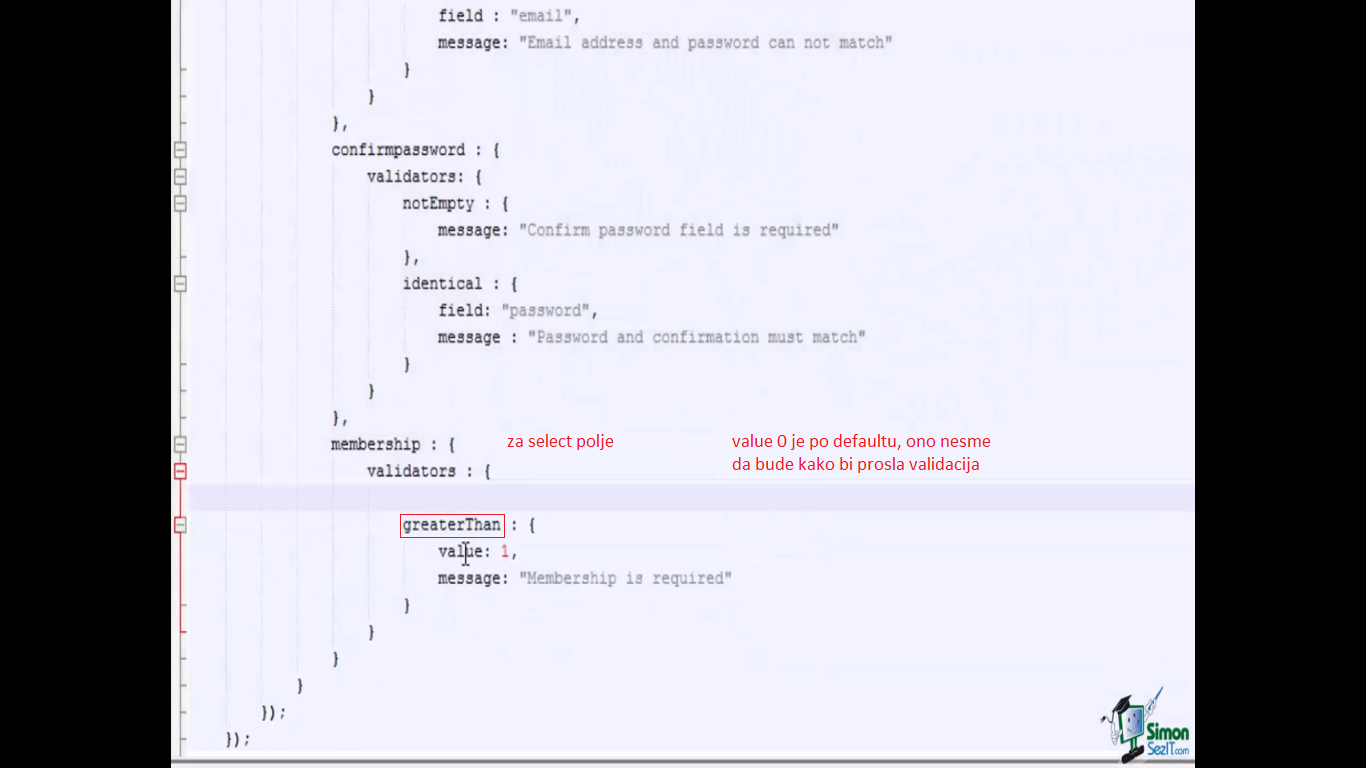 field : "email",
message: "Email address and password can not match"
}
}
},
confirmpassword : {
validators: {
notEmpty : {
message: "Confirm password field is required"
},
identical : {
field: "password",
message : "Password and confirmation must match"
}
}
},
membership : { za select polje value 0 je po defaultu, ono nesme
validators : { da bude kako bi prosla validacija
greaterThan : {
value: 1,
message: "Membership is required"
}
}
}
}
});
});
Simon
SezIT.com